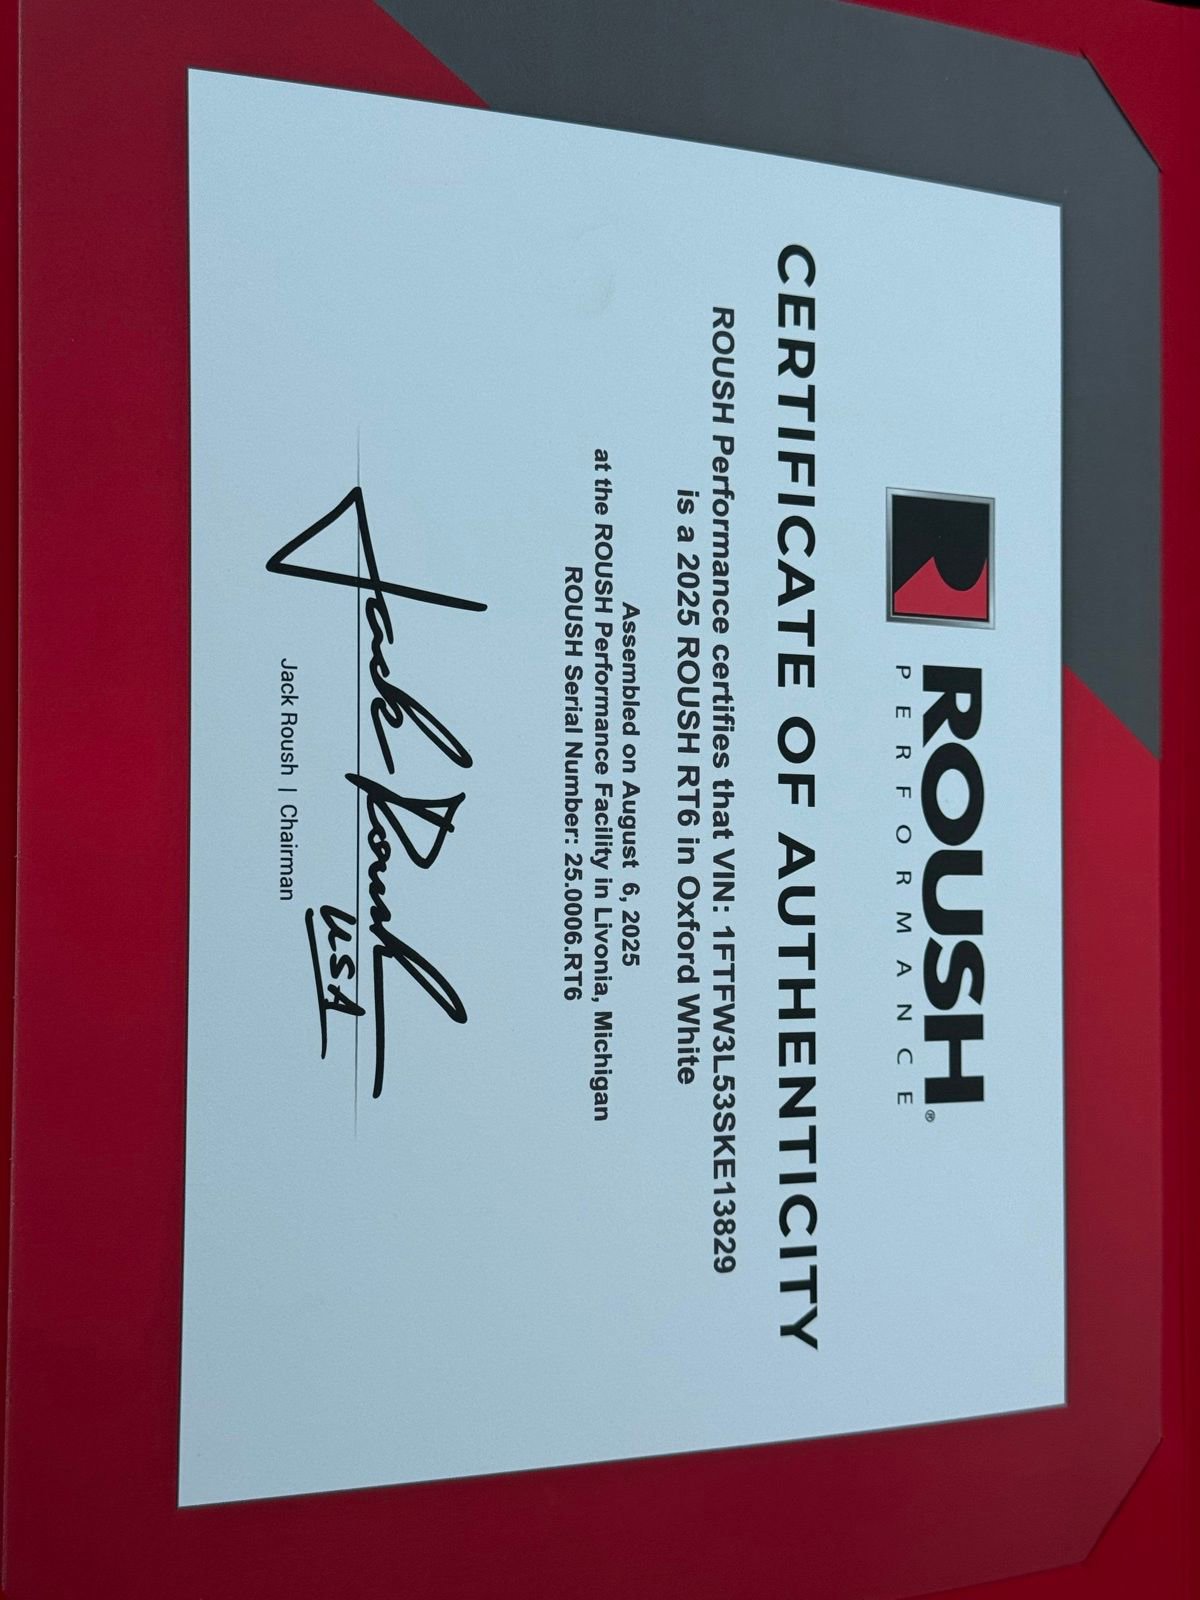 ROUSH®
PERFORMANCE
CERTIFICATE OF AUTHENTICITY
ROUSH Performance certifies that VIN: 1FTFW3L53SKE13829
is a 2025 ROUSH RT6 in Oxford White
Assembled on August 6, 2025
at the ROUSH Performance Facility in Livonia, Michigan
ROUSH Serial Number: 25.0006.RT6
Jack Roush
USA
Jack Roush | Chairman